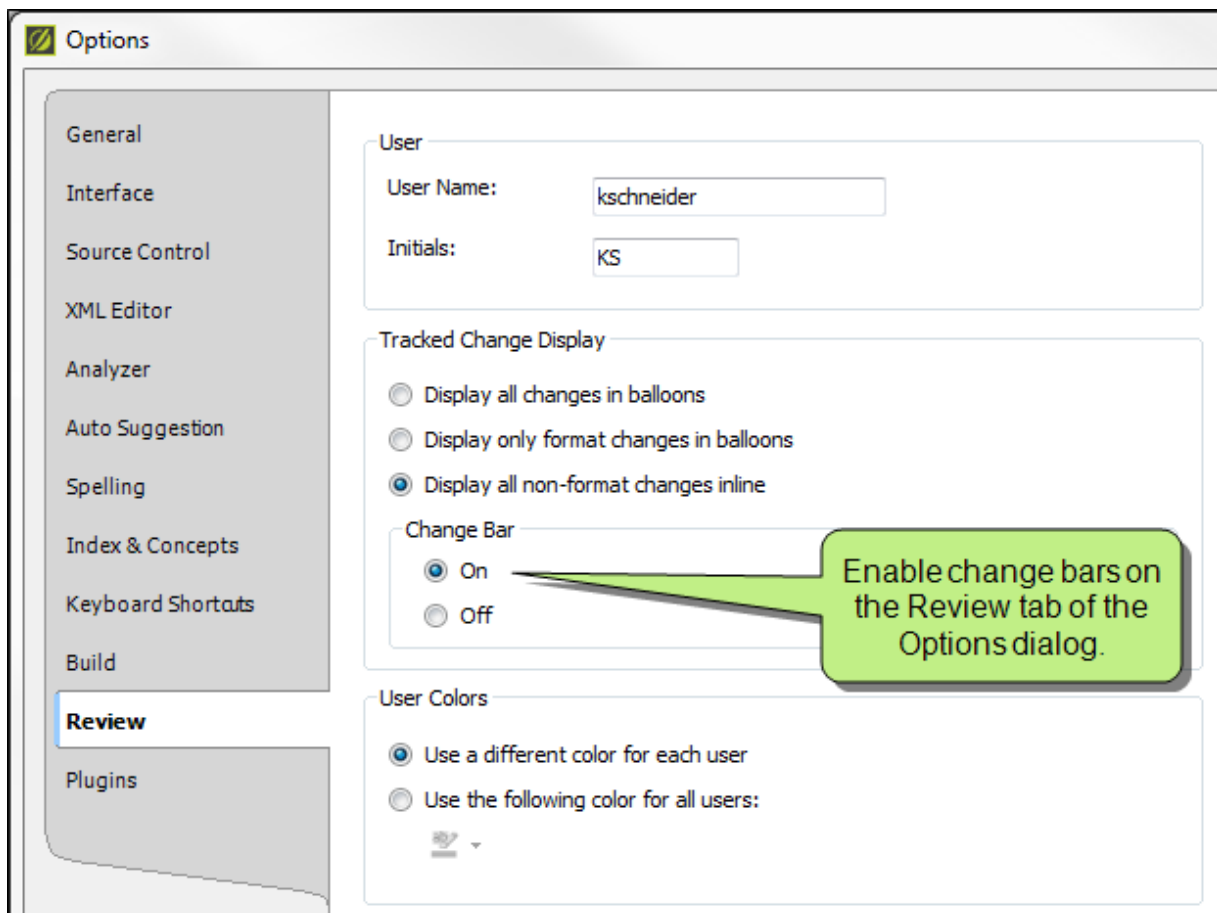 Options
General
Interface
Source Control
XML Editor
Analyzer
Auto Suggestion
Spelling
Index & Concepts
Keyboard Shortcuts
Build
Review
Plugins
User
User Name:
kschneider
Initials:
KS
Tracked Change Display
Display all changes in balloons
Display only format changes in balloons
Display all non-format changes inline
Change Bar
On
Off
Enable change bars on
the Review tab of the
Options dialog.
User Colors
Use a different color for each user
Use the following color for all users: